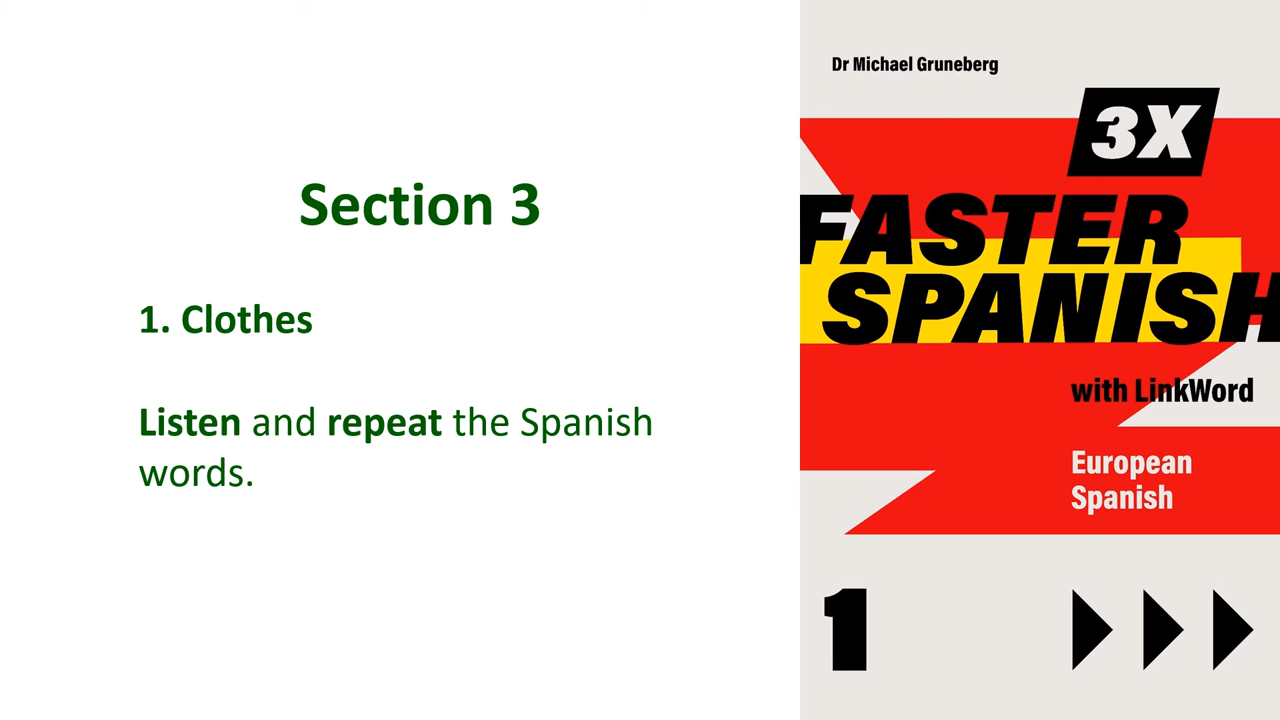 Section 3
1. Clothes
Listen and repeat the Spanish
words.
Dr Michael Gruneberg
3X
FASTER
SPANISH
with LinkWord
European
Spanish
1